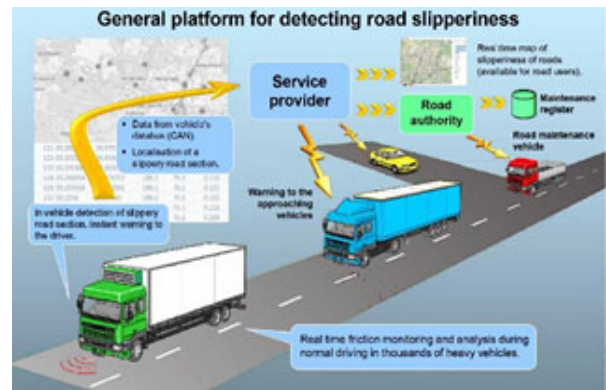 General platform for detecting road slipperiness
Real time map of
slipperiness of roads
(available for road users).
Service
provider
Road
authority
Maintenance
register
• Data from vehicle's
databus (CAN).
• Localisation of a
slippery road section.
Road maintenance
vehicle
Warning to the
approaching
vehicles
In vehicle detection of slippery
road section. Instant warning to
the driver.
Real time friction monitoring and analysis during
normal driving in thousands of heavy vehicles.